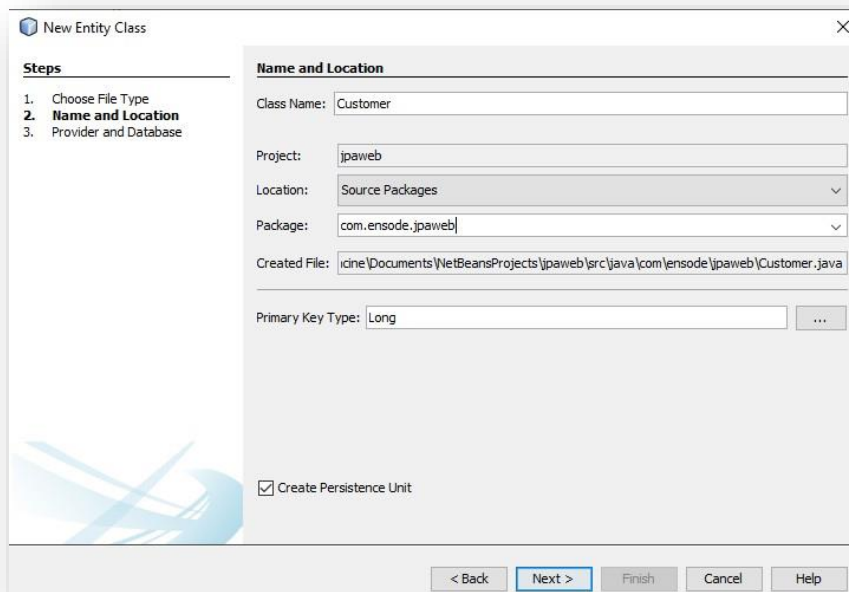 New Entity Class
Steps
1. Choose File Type
2. Name and Location
3. Provider and Database
Name and Location
Class Name: Customer
Project: jpaweb
Location: Source Packages
Package: com.ensode.jpaweb
Created File: icine\Documents\NetBeansProjects\jpaweb\src\java\com\ensode\jpaweb\Customer.java
Primary Key Type: Long ...
Create Persistence Unit
< Back Next > Finish Cancel Help